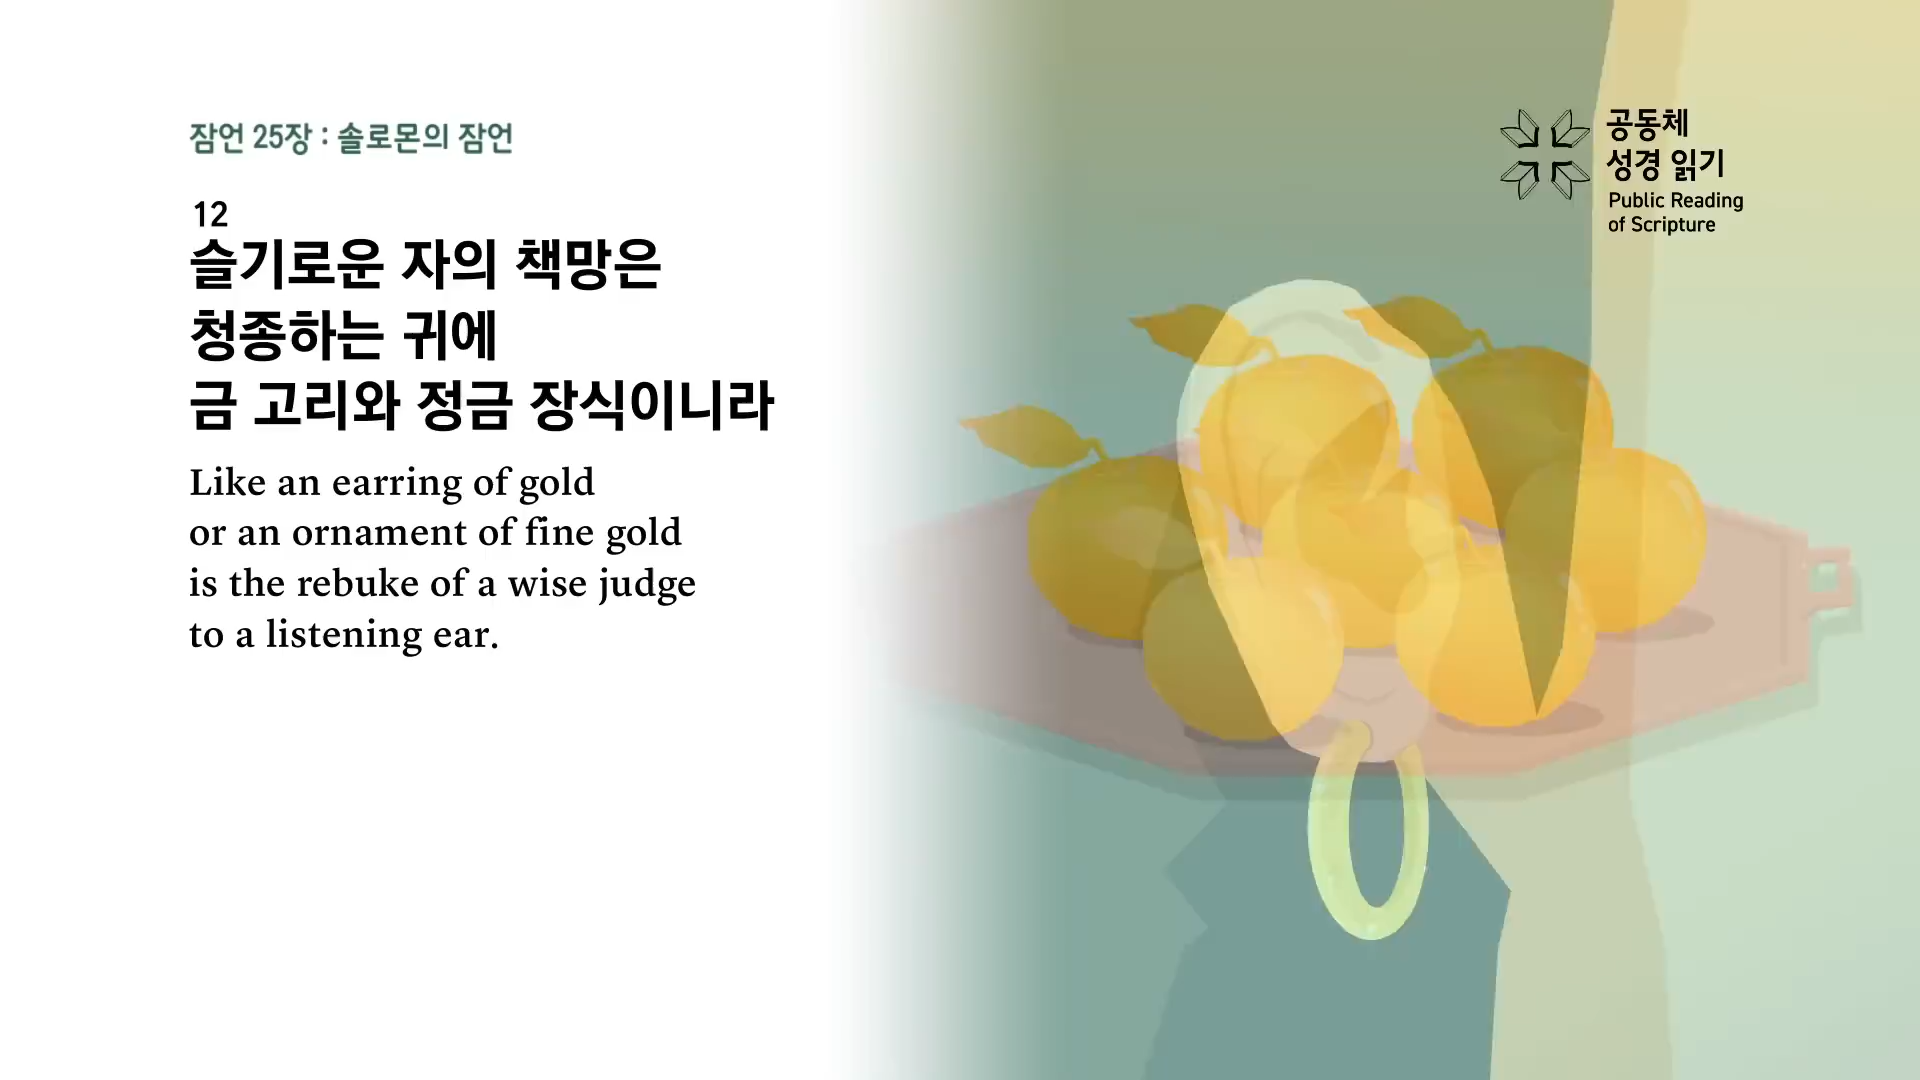 잠언 25장 : 솔로몬의 잠언
12
슬기로운 자의 책망은
청종하는 귀에
금 고리와 정금 장식이니라
Like an earring of gold
or an ornament of fine gold
is the rebuke of a wise judge
to a listening ear.
공동체
성경 읽기
Public Reading
of Scripture